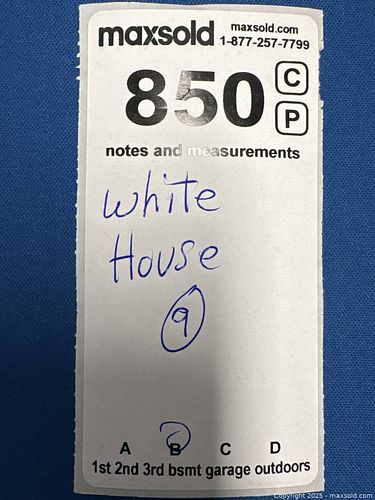 maxsold maxsold.com
1-877-257-7799
850 C
P
notes and measurements
White
House
9
A B C D
1st 2nd 3rd bsmt garage outdoors
Copyright 2025 - maxsold.com